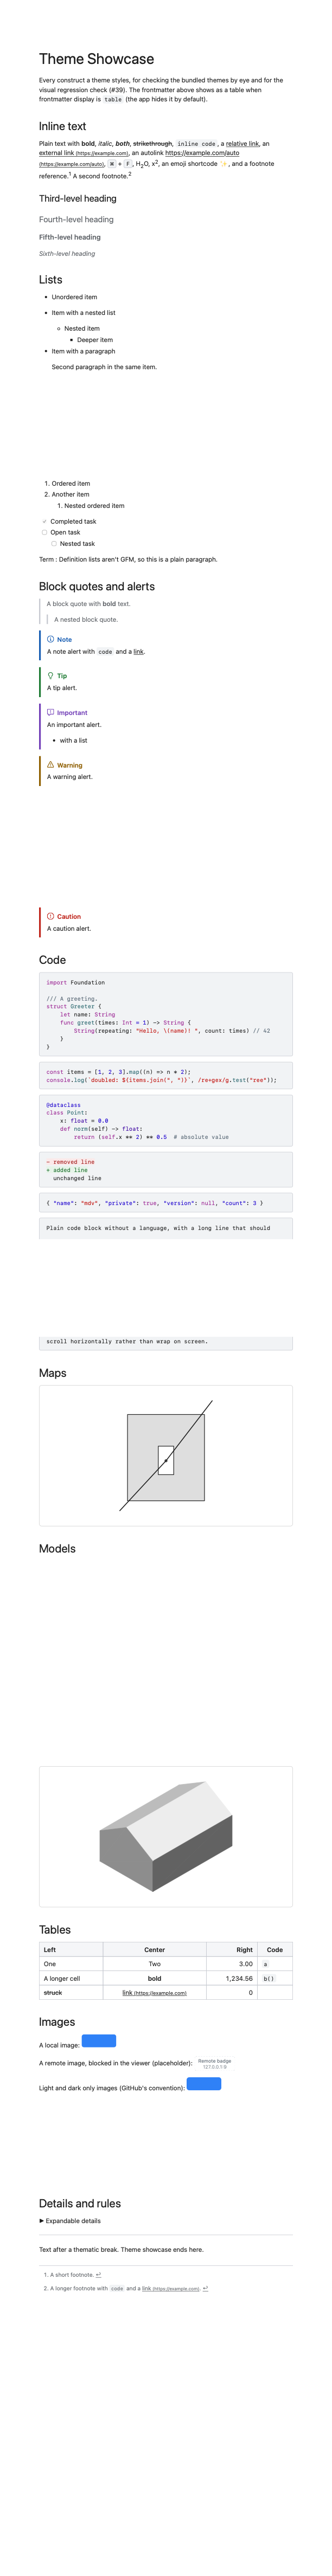 Theme Showcase
Every construct a theme styles, for checking the bundled themes by eye and for the
visual regression check (#39). The frontmatter above shows as a table when
frontmatter display is table (the app hides it by default).
Inline text
Plain text with bold, italic, both, strikethrough, inline code, a relative link, an
external link (https://example.com), an autolink https://example.com/auto
(https://example.com/auto), ⌘ + F, H2O, x2, an emoji shortcode ✨, and a footnote
reference.1 A second footnote.2
Third-level heading
Fourth-level heading
Fifth-level heading
Sixth-level heading
Lists
• Unordered item
• Item with a nested list
◦ Nested item
▪ Deeper item
• Item with a paragraph
Second paragraph in the same item.
1. Ordered item
2. Another item
1. Nested ordered item
Completed task
Open task
Nested task
Term : Definition lists aren't GFM, so this is a plain paragraph.
Block quotes and alerts
A block quote with bold text.
A nested block quote.
Note
A note alert with code and a link.
Tip
A tip alert.
Important
An important alert.
• with a list
Warning
A warning alert.
Caution
A caution alert.
Code
import Foundation
/// A greeting.
struct Greeter {
let name: String
func greet(times: Int = 1) -> String {
String(repeating: "Hello, \(name)! ", count: times) // 42
}
}
const items = [1, 2, 3].map((n) => n * 2);
console.log(`doubled: ${items.join(", ")}`, /re+gex/g.test("ree"));
@dataclass
class Point:
x: float = 0.0
def norm(self) -> float:
return (self.x ** 2) ** 0.5 # absolute value
- removed line
+ added line
unchanged line
{ "name": "mdv", "private": true, "version": null, "count": 3 }
Plain code block without a language, with a long line that should
scroll horizontally rather than wrap on screen.
Maps
Models
Tables
Left Center Right Code
One Two 3.00 a
A longer cell bold 1,234.56 b()
struck link (https://example.com) 0
Images
A local image:
A remote image, blocked in the viewer (placeholder): Remote badge
127.0.0.1:9
Light and dark only images (GitHub's convention):
Details and rules
▶ Expandable details
Text after a thematic break. Theme showcase ends here.
1. A short footnote. ↩
2. A longer footnote with code and a link (https://example.com). ↩